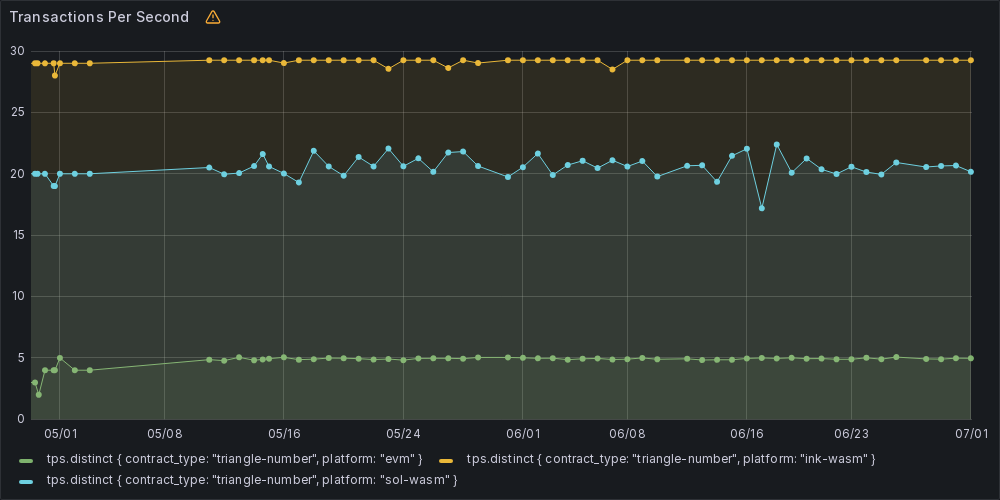 Transactions Per Second
30
25
20
15
10
5
0
05/01 05/08 05/16 05/24 06/01 06/08 06/16 06/23 07/01
tps.distinct { contract_type: "triangle-number", platform: "evm" } tps.distinct { contract_type: "triangle-number", platform: "ink-wasm" }
tps.distinct { contract_type: "triangle-number", platform: "sol-wasm" }